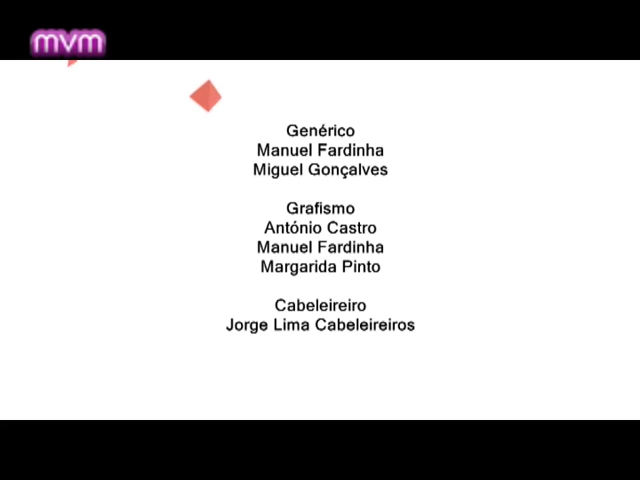 mvm
Genérico
Manuel Fardinha
Miguel Gonçalves
Grafismo
António Castro
Manuel Fardinha
Margarida Pinto
Cabeleireiro
Jorge Lima Cabeleireiros